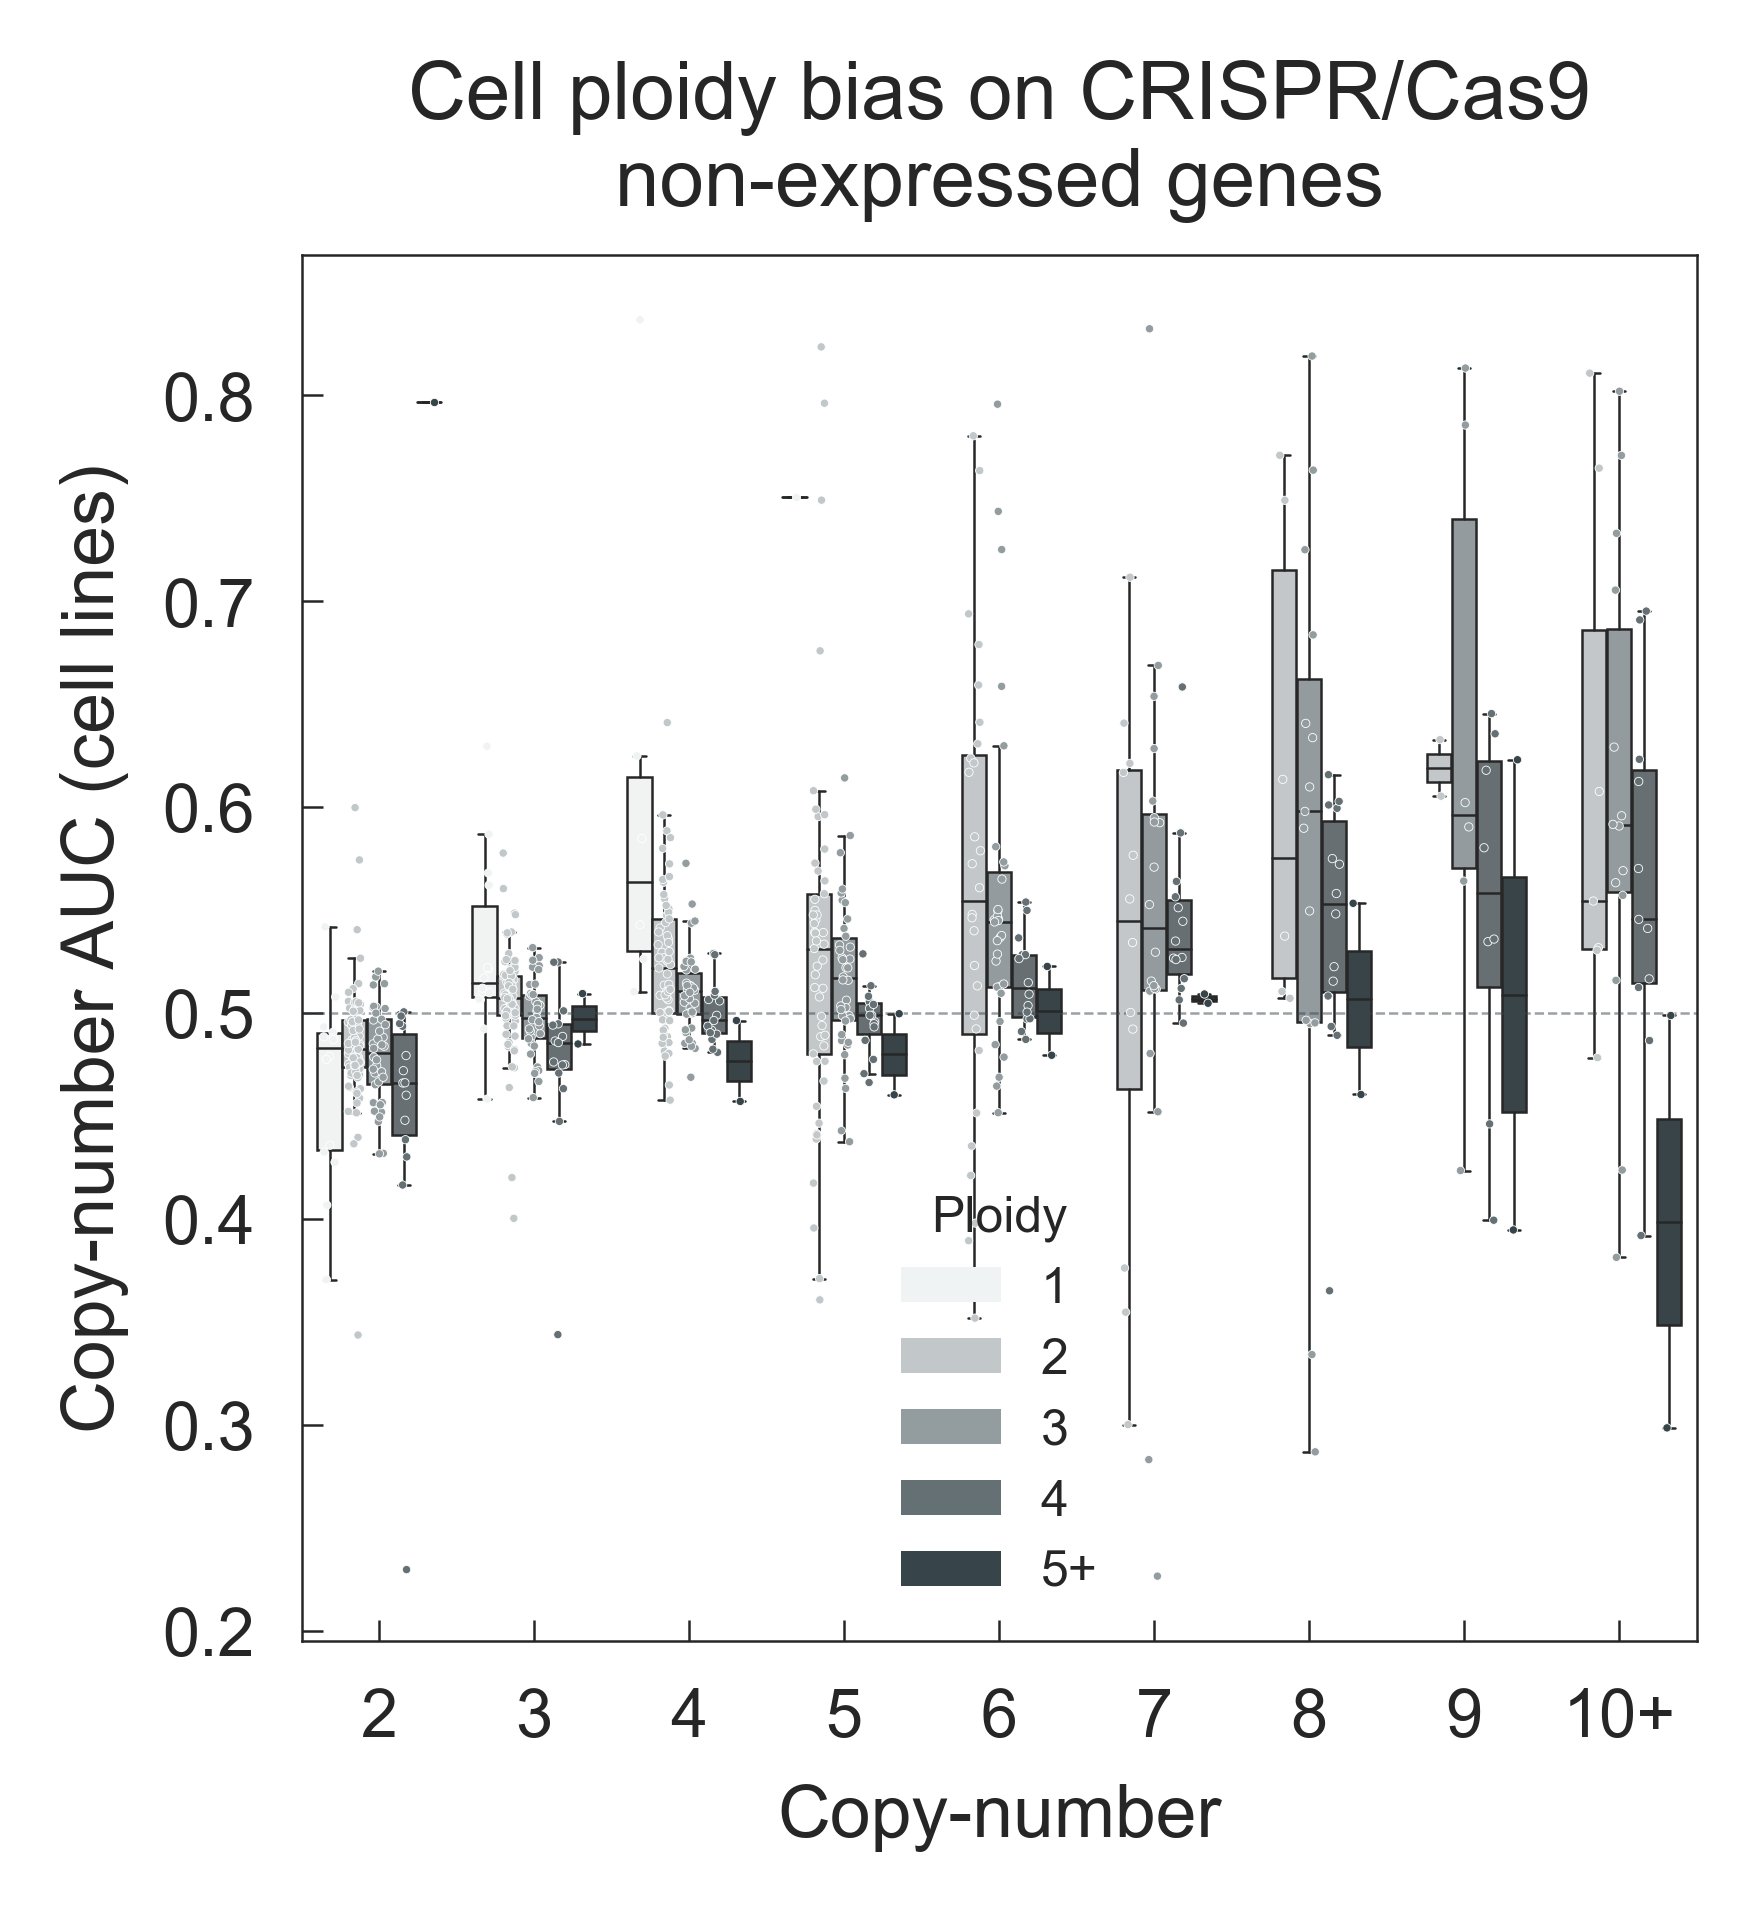 Cell ploidy bias on CRISPR/Cas9
non-expressed genes
Copy-number AUC (cell lines)
0.8
0.7
0.6
0.5
0.4
0.3
0.2
Ploidy
1
2
3
4
5+
2 3 4 5 6 7 8 9 10+
Copy-number